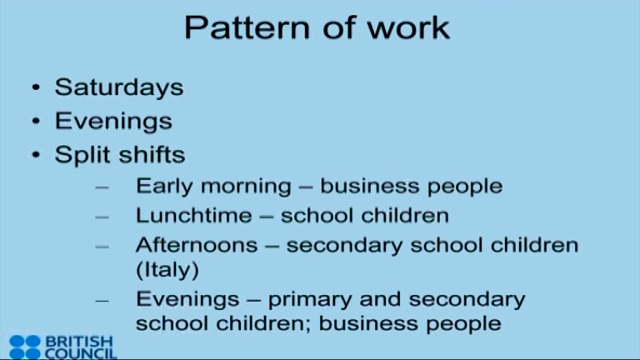 Pattern of work
• Saturdays
• Evenings
• Split shifts
– Early morning – business people
– Lunchtime – school children
– Afternoons – secondary school children
(Italy)
– Evenings – primary and secondary
school children; business people
BRITISH
COUNCIL